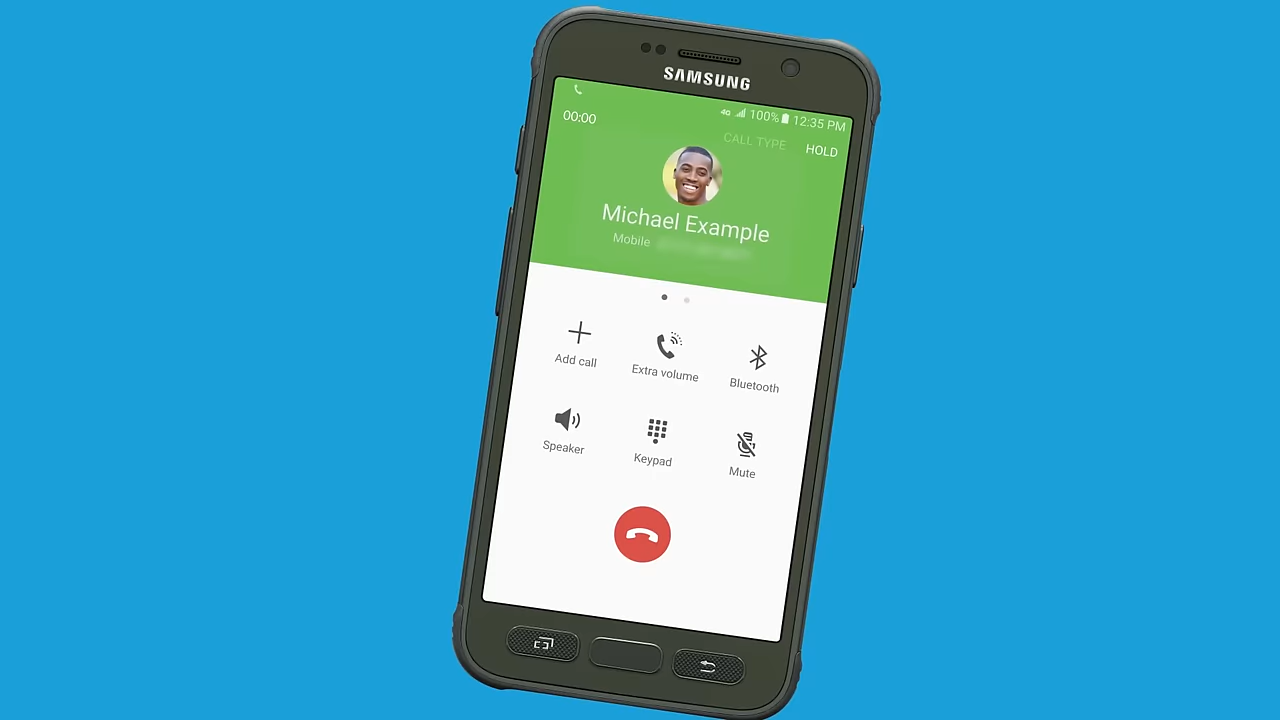 SAMSUNG
4G 100% 12:35 PM
00:00
CALL TYPE HOLD
Michael Example
Mobile
Add call
Extra volume
Bluetooth
Speaker
Keypad
Mute